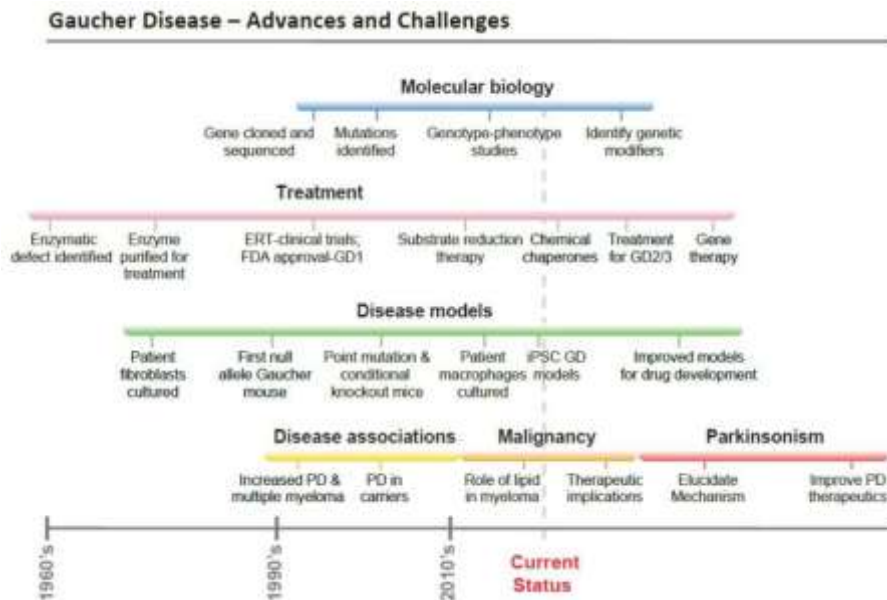 Gaucher Disease – Advances and Challenges
Molecular biology
Gene cloned and
sequenced
Mutations
identified
Genotype-phenotype
studies
Identify genetic
modifiers
Treatment
Enzymatic
defect identified
Enzyme
purified for
treatment
ERT-clinical trials;
FDA approval-GD1
Substrate reduction
therapy
Chemical
chaperones
Treatment
for GD2/3
Gene
therapy
Disease models
Patient
fibroblasts
cultured
First null
allele Gaucher
mouse
Point mutation &
conditional
knockout mice
Patient
macrophages
cultured
iPSC GD
models
Improved models
for drug development
Disease associations
Increased PD &
multiple myeloma
PD in
carriers
Malignancy
Role of lipid
in myeloma
Therapeutic
implications
Parkinsonism
Elucidate
Mechanism
Improve PD
therapeutics
1960's
1990's
2010's
Current
Status